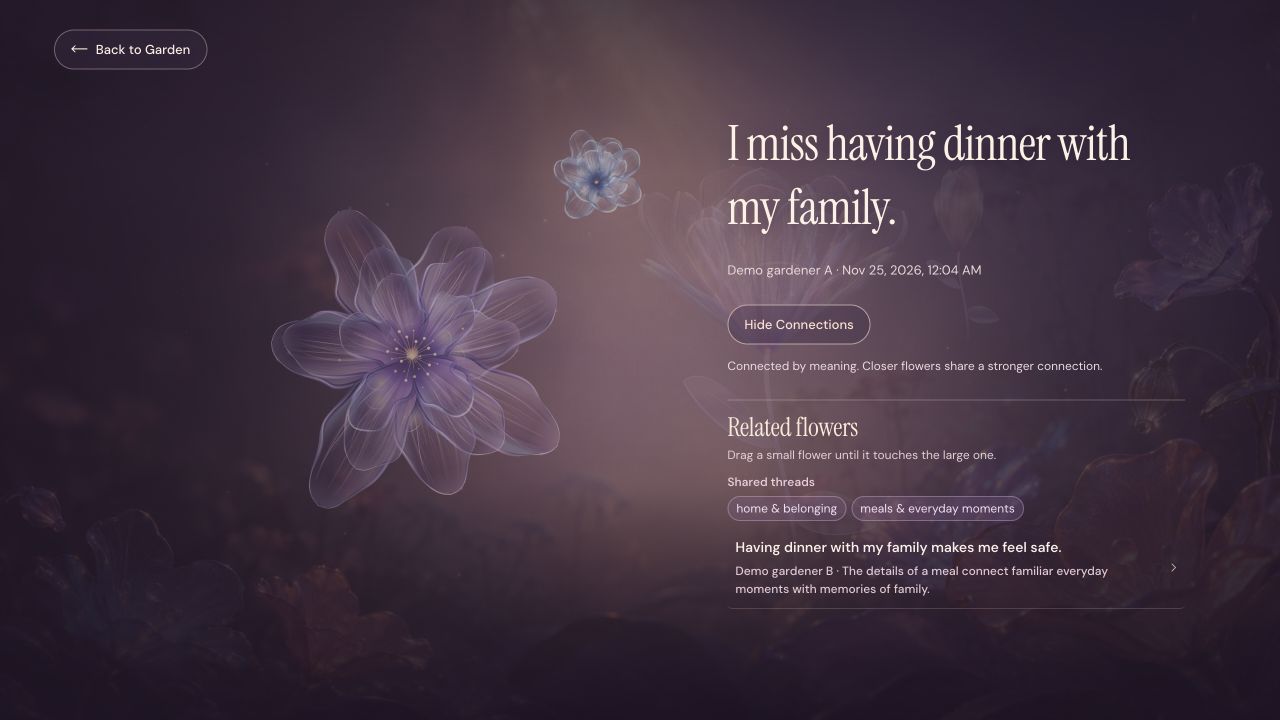 Back to Garden
I miss having dinner with
my family.
Demo gardener A · Nov 25, 2026, 12:04 AM
Hide Connections
Connected by meaning. Closer flowers share a stronger connection.
Related flowers
Drag a small flower until it touches the large one.
Shared threads
home & belonging
meals & everyday moments
Having dinner with my family makes me feel safe.
Demo gardener B · The details of a meal connect familiar everyday
moments with memories of family.